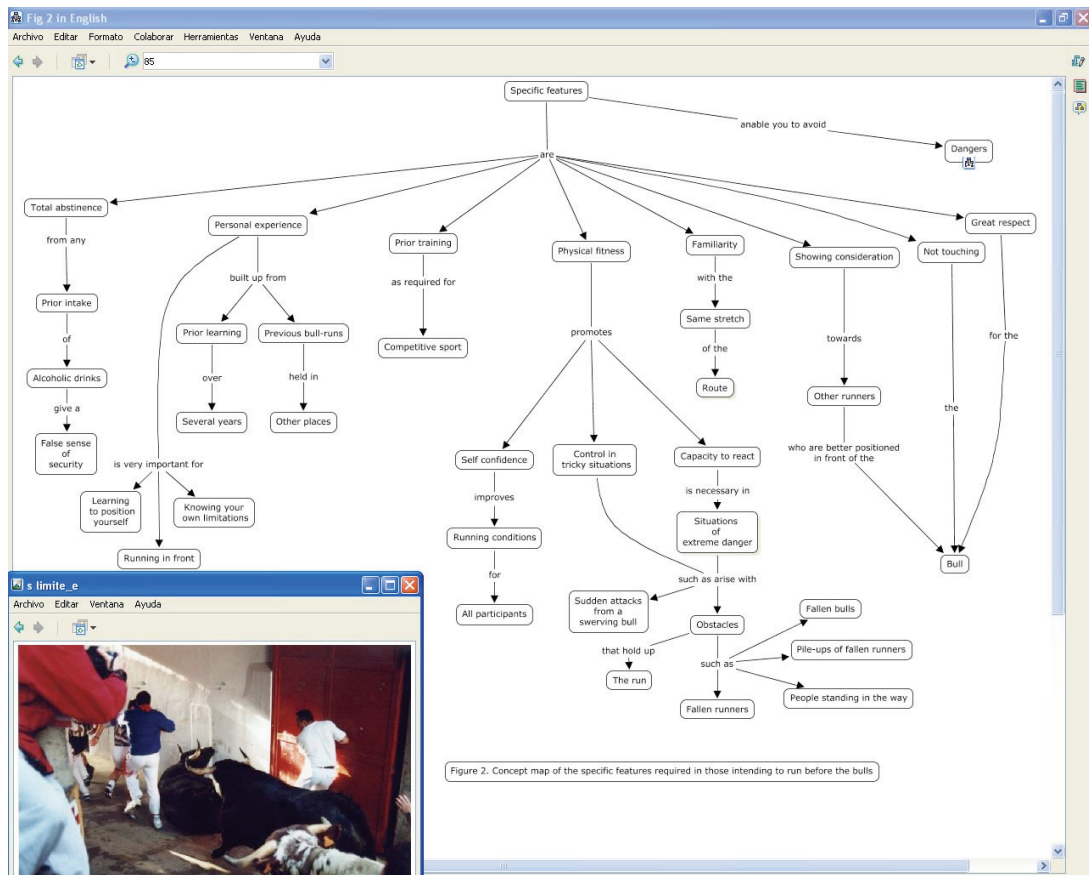 Fig 2 in English
Archivo Editar Formato Colaborar Herramientas Ventana Ayuda
85
Specific features
anable you to avoid
Dangers
are
Total abstinence
from any
Prior intake
of
Alcoholic drinks
give a
False sense
of
security
Personal experience
built up from
Prior learning
over
Several years
Previous bull-runs
held in
Other places
is very important for
Learning
to position
yourself
Knowing your
own limitations
Running in front
Prior training
as required for
Competitive sport
Physical fitness
promotes
Self confidence
improves
Running conditions
for
All participants
Control in
tricky situations
Capacity to react
is necessary in
Situations
of
extreme danger
such as arise with
Sudden attacks
from a
swerving bull
Obstacles
that hold up
The run
such as
Fallen bulls
Pile-ups of fallen runners
People standing in the way
Fallen runners
Familiarity
with the
Same stretch
of the
Route
Showing consideration
towards
Other runners
who are better positioned
in front of the
Not touching
the
Great respect
for the
Bull
Figure 2. Concept map of the specific features required in those intending to run before the bulls
s limite_e
Archivo Editar Ventana Ayuda